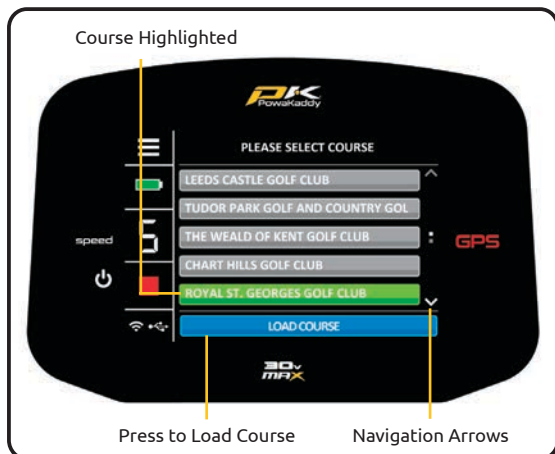 Course Highlighted
PK
PowaKaddy
PLEASE SELECT COURSE
LEEDS CASTLE GOLF CLUB
TUDOR PARK GOLF AND COUNTRY GOL
speed
5
THE WEALD OF KENT GOLF CLUB
:
GPS
CHART HILLS GOLF CLUB
ROYAL ST. GEORGES GOLF CLUB
LOAD COURSE
30V
MAX
Press to Load Course
Navigation Arrows